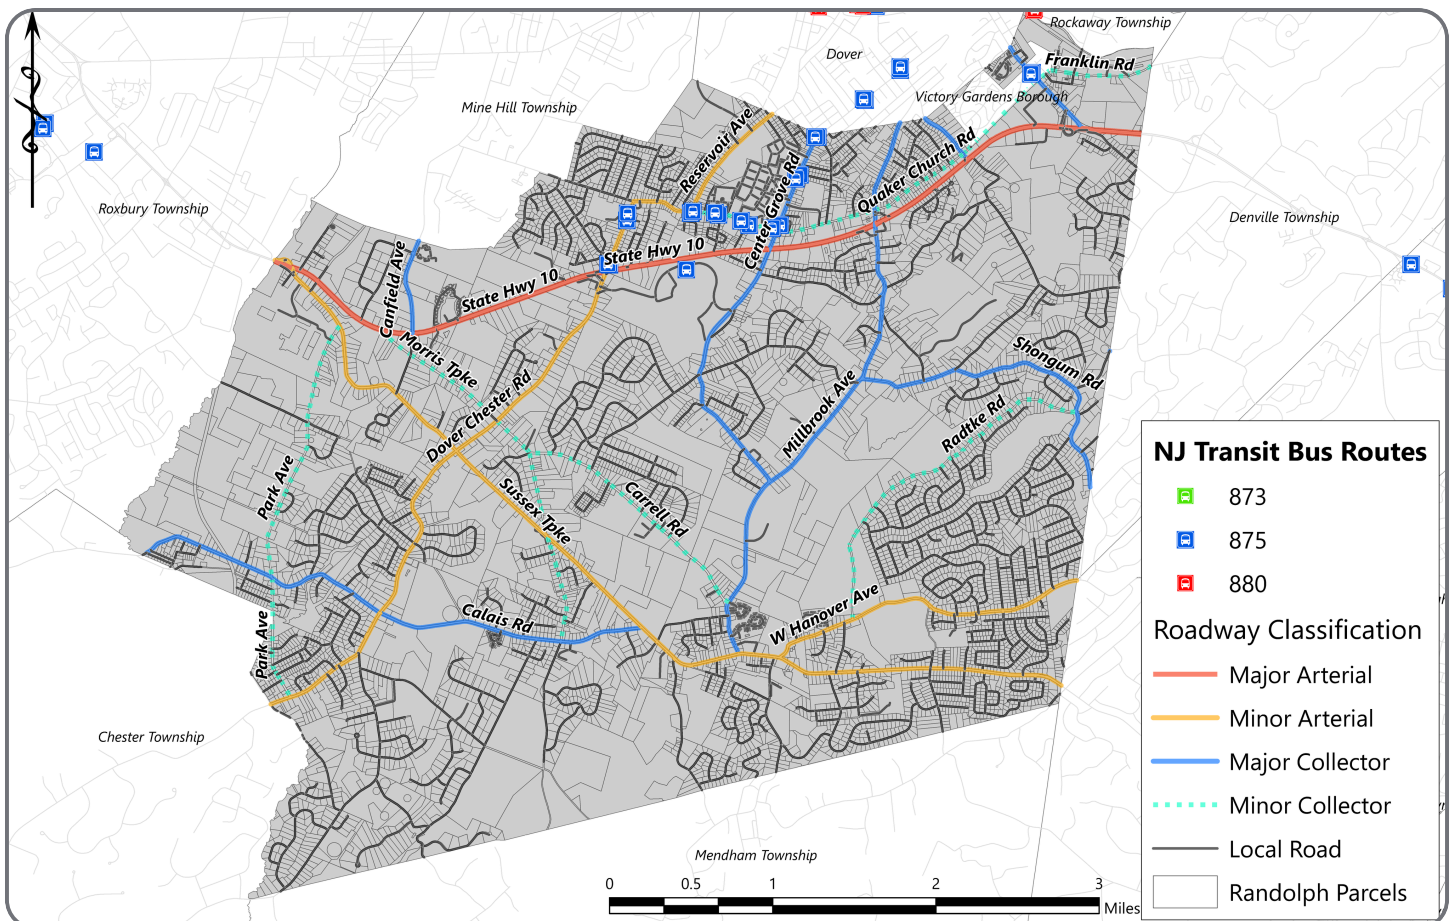 Rockaway Township
Dover
Franklin Rd
Victory Gardens Borough
Mine Hill Township
Reservoir Ave
Quaker Church Rd
Center Grove Rd
Roxbury Township
Denville Township
State Hwy 10
State Hwy 10
Canfield Ave
Morris Tpke
Shongum Rd
Dover Chester Rd
Millbrook Ave
Radtke Rd
Park Ave
Sussex Tpke
Carrell Rd
Calais Rd
W Hanover Ave
Park Ave
Chester Township
Mendham Township
NJ Transit Bus Routes
873
875
880
Roadway Classification
Major Arterial
Minor Arterial
Major Collector
Minor Collector
Local Road
Randolph Parcels
0 0.5 1 2 3
Miles